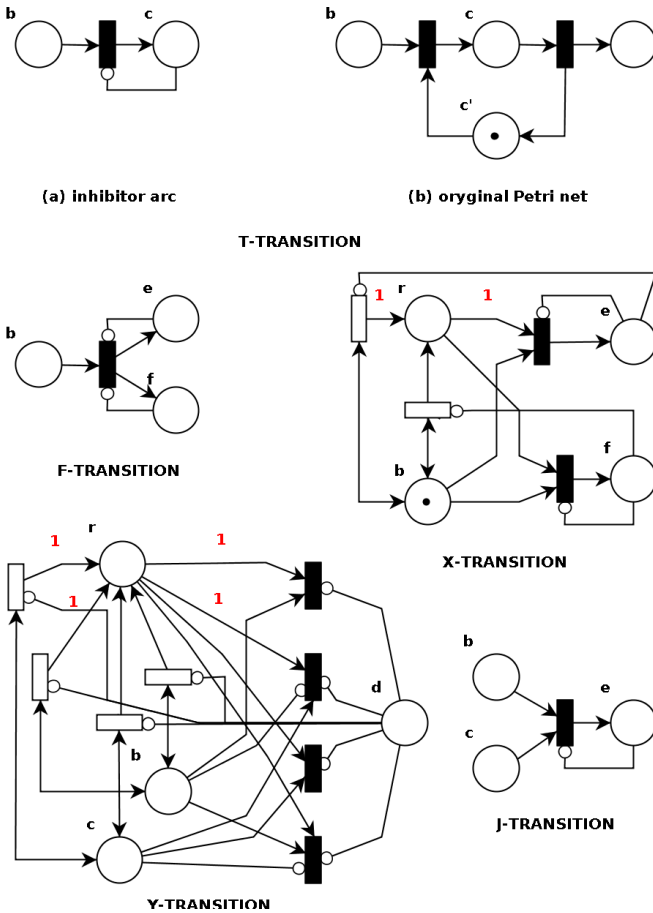 b
c
b
c
c'
(a) inhibitor arc
(b) oryginal Petri net
T-TRANSITION
b
e
f
F-TRANSITION
1
r
1
e
b
f
X-TRANSITION
r
1
1
1
1
d
b
c
Y-TRANSITION
b
c
e
J-TRANSITION